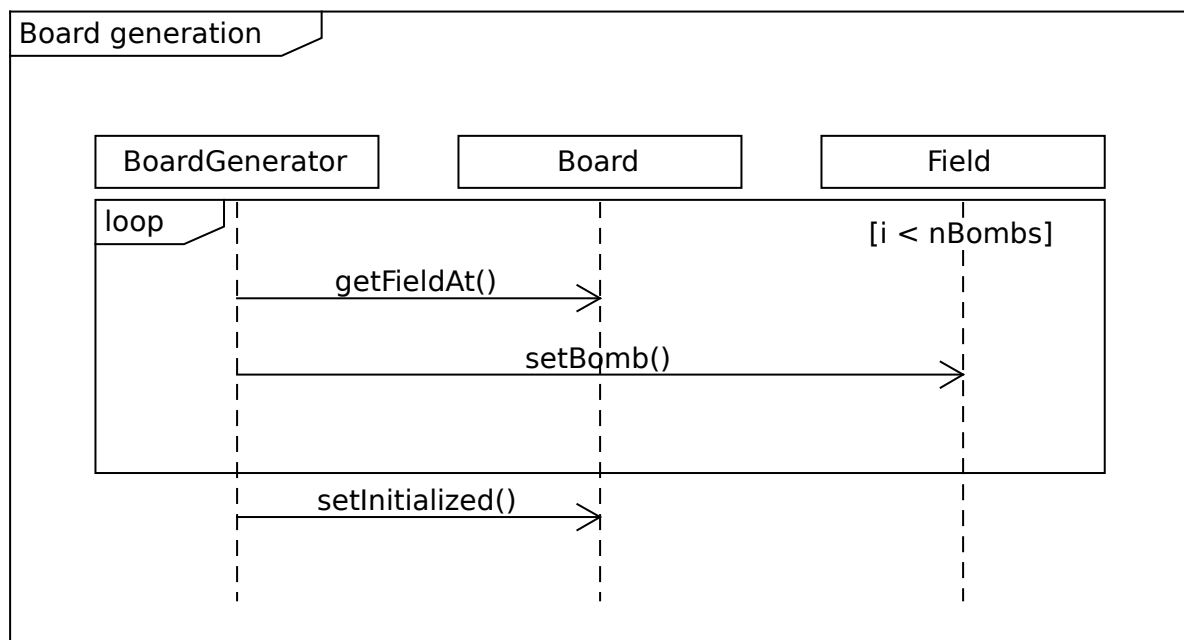 Board generation
BoardGenerator
Board
Field
loop
[i < nBombs]
getFieldAt()
setBomb()
setInitialized()